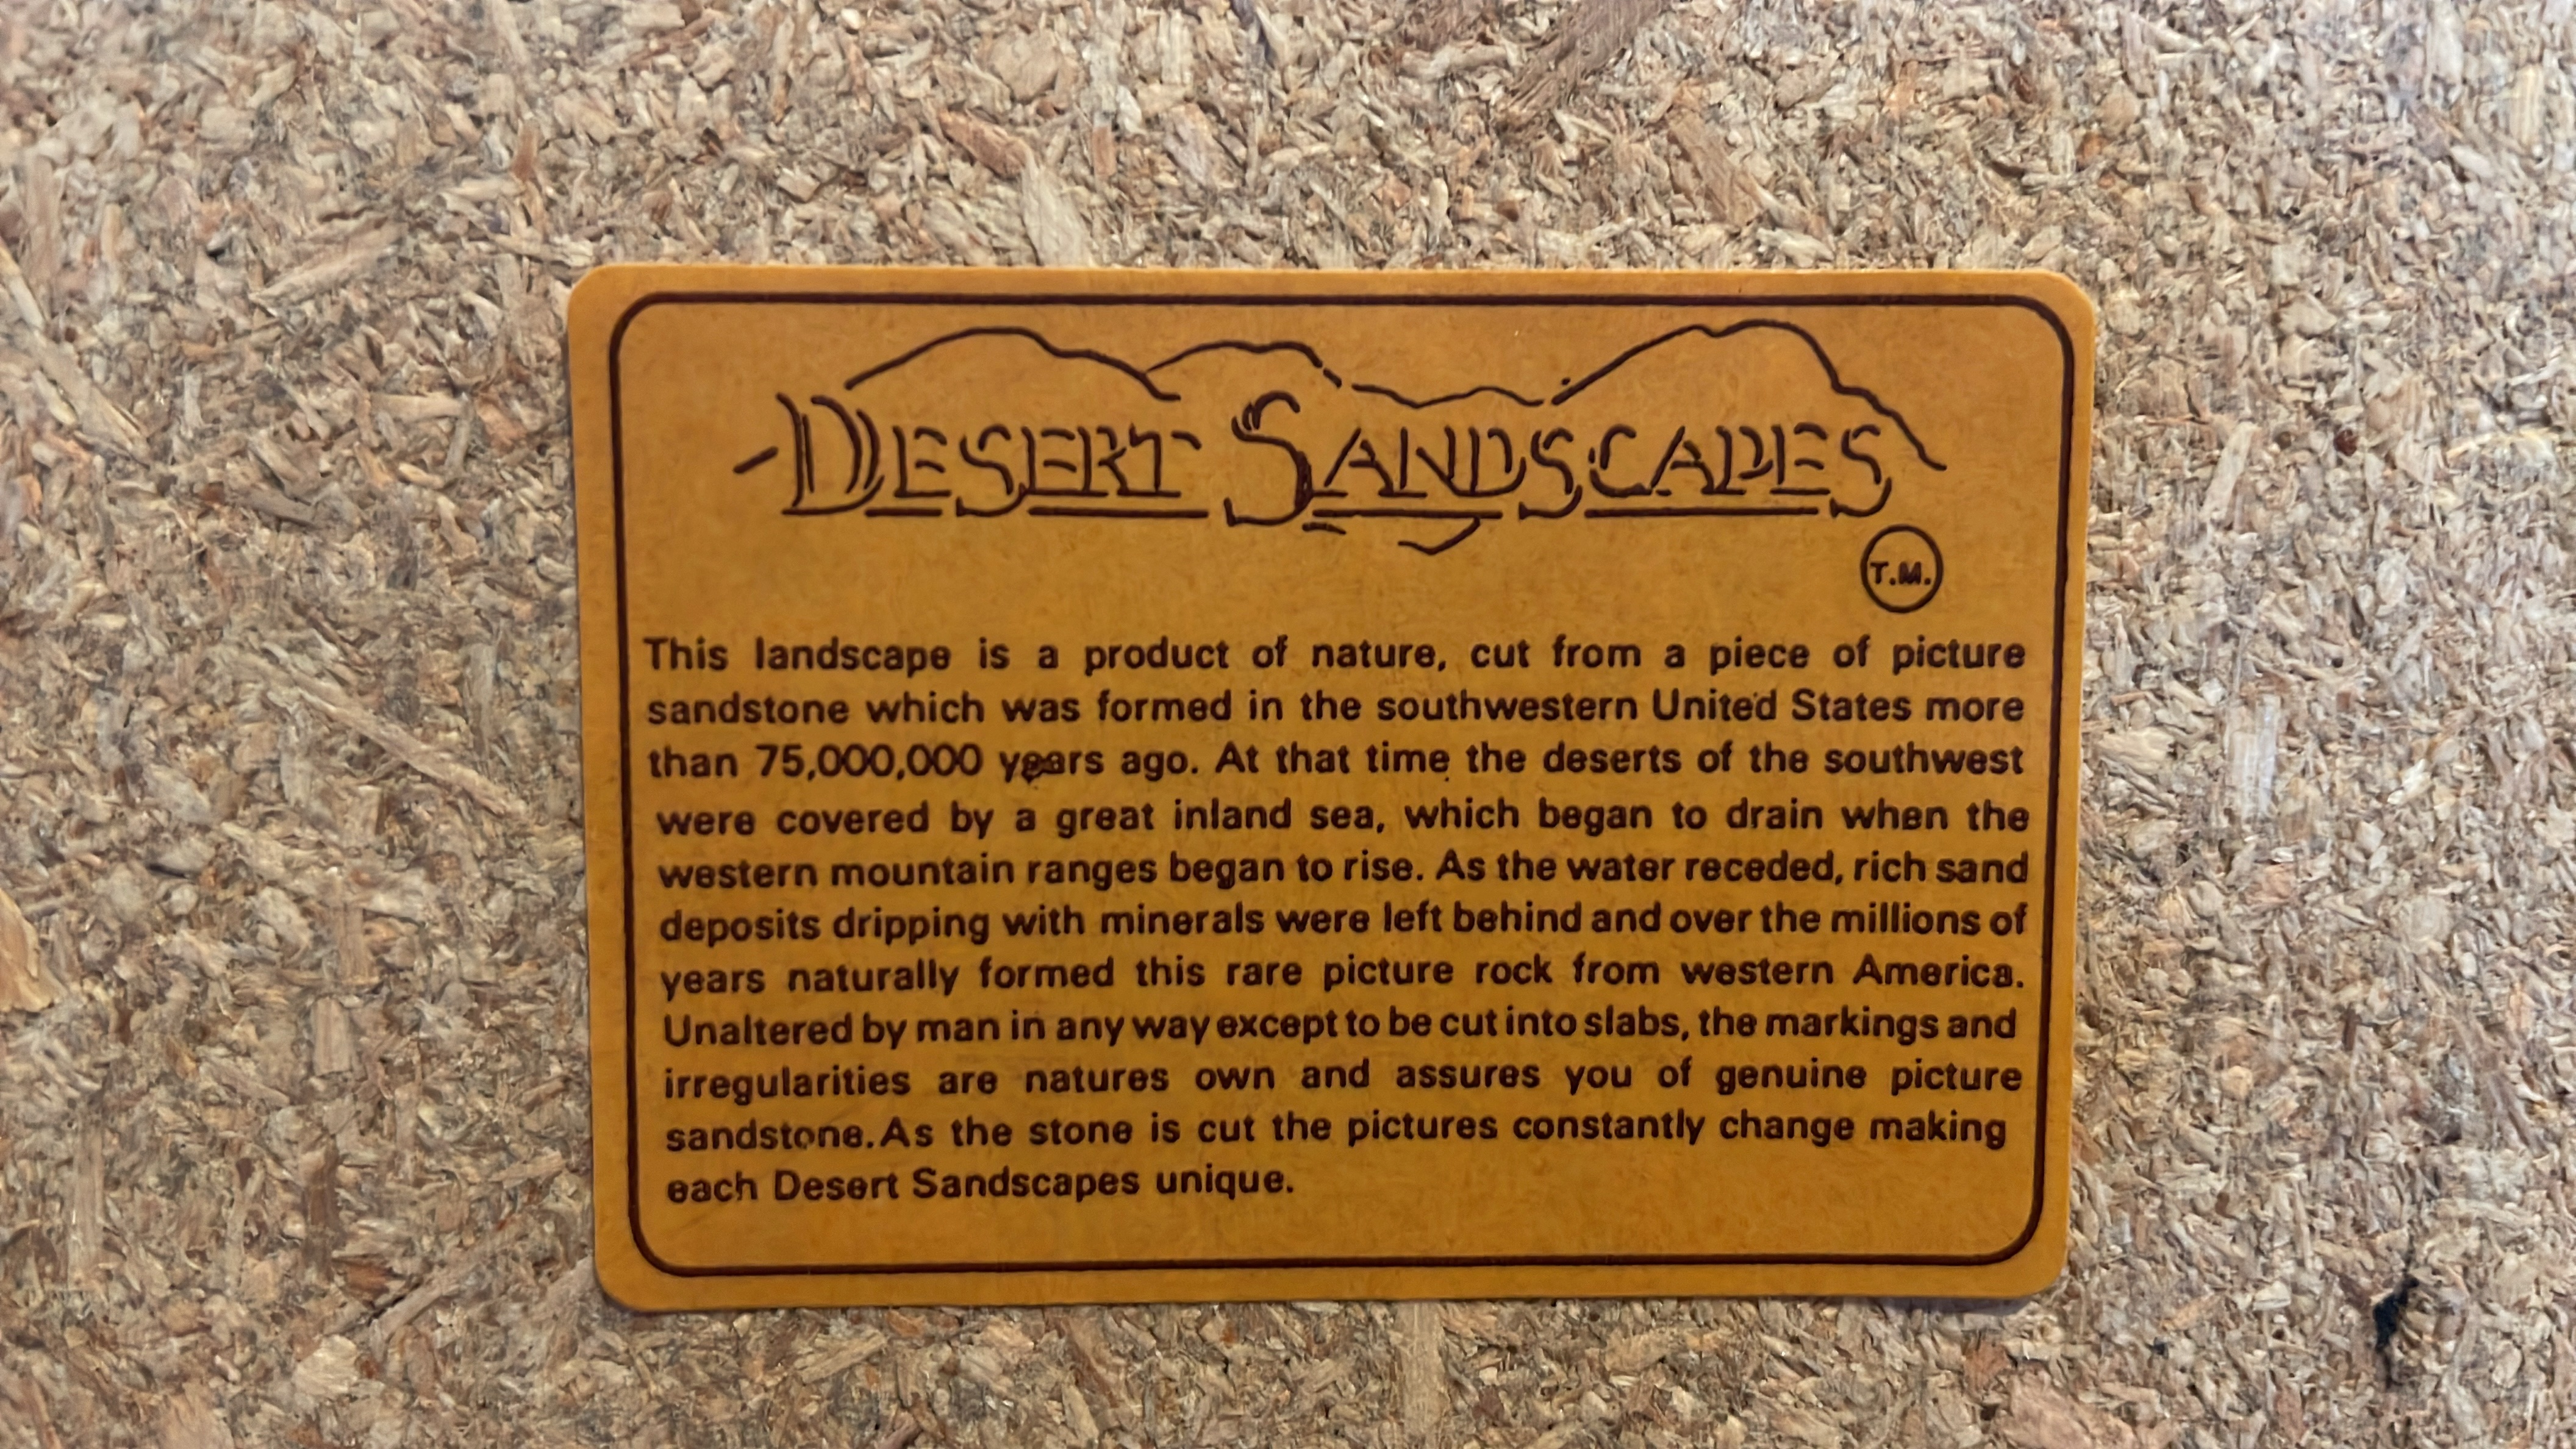 DESERT SANDSCAPES
T.M.
This landscape is a product of nature, cut from a piece of picture
sandstone which was formed in the southwestern United States more
than 75,000,000 years ago. At that time the deserts of the southwest
were covered by a great inland sea, which began to drain when the
western mountain ranges began to rise. As the water receded, rich sand
deposits dripping with minerals were left behind and over the millions of
years naturally formed this rare picture rock from western America.
Unaltered by man in any way except to be cut into slabs, the markings and
irregularities are natures own and assures you of genuine picture
sandstone. As the stone is cut the pictures constantly change making
each Desert Sandscapes unique.